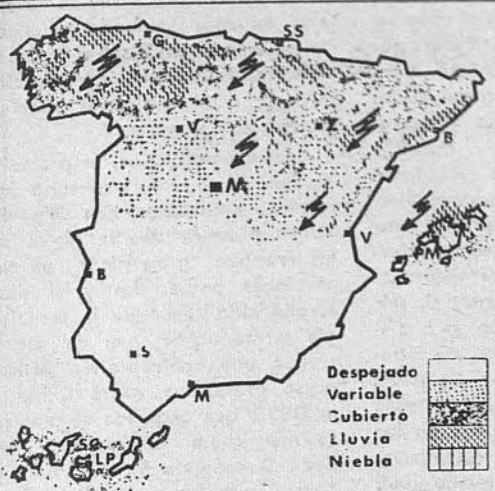 G
SS
V
Z
B
M
V
PM
B
S
M
Despejado
Variable
Cubierto
Lluvia
Niebla
SC
LP